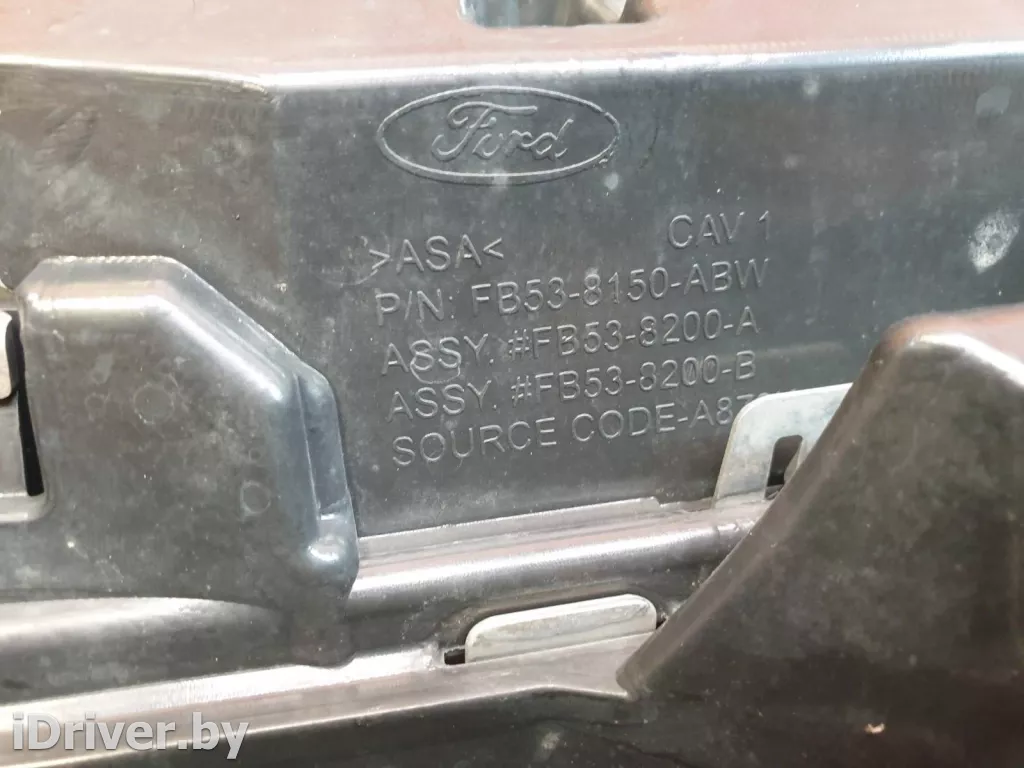 Ford
>ASA< CAV 1
P/N: FB53-8150-ABW
ASSY. #FB53-8200-A
ASSY. #FB53-8200-B
SOURCE CODE-
iDriver.by